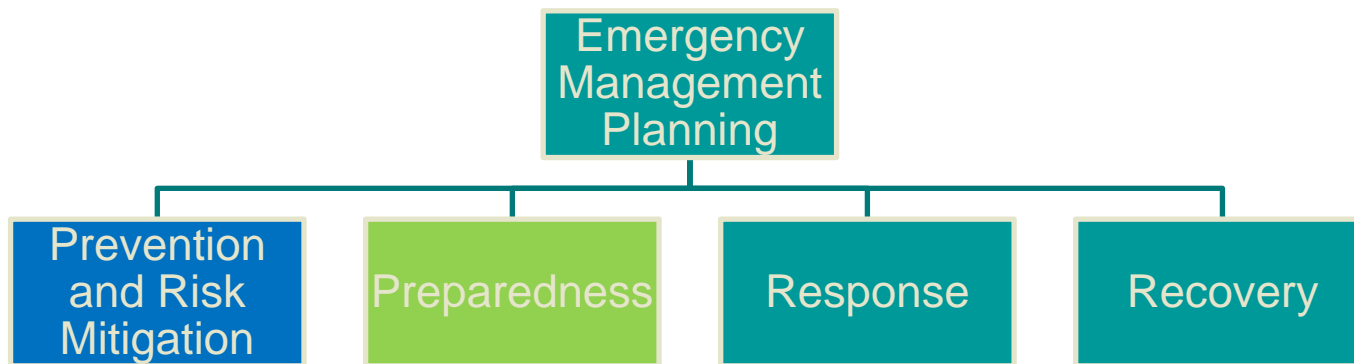 Emergency
Management
Planning
Prevention
and Risk
Mitigation
Preparedness
Response
Recovery